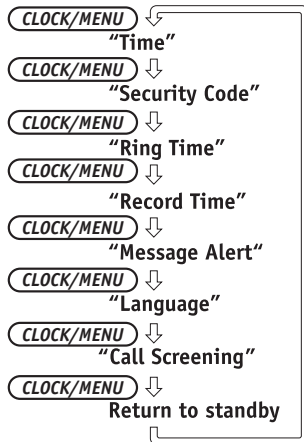 CLOCK/MENU
“Time”
CLOCK/MENU
“Security Code”
CLOCK/MENU
“Ring Time”
CLOCK/MENU
“Record Time”
CLOCK/MENU
“Message Alert“
CLOCK/MENU
“Language”
CLOCK/MENU
“Call Screening”
CLOCK/MENU
Return to standby